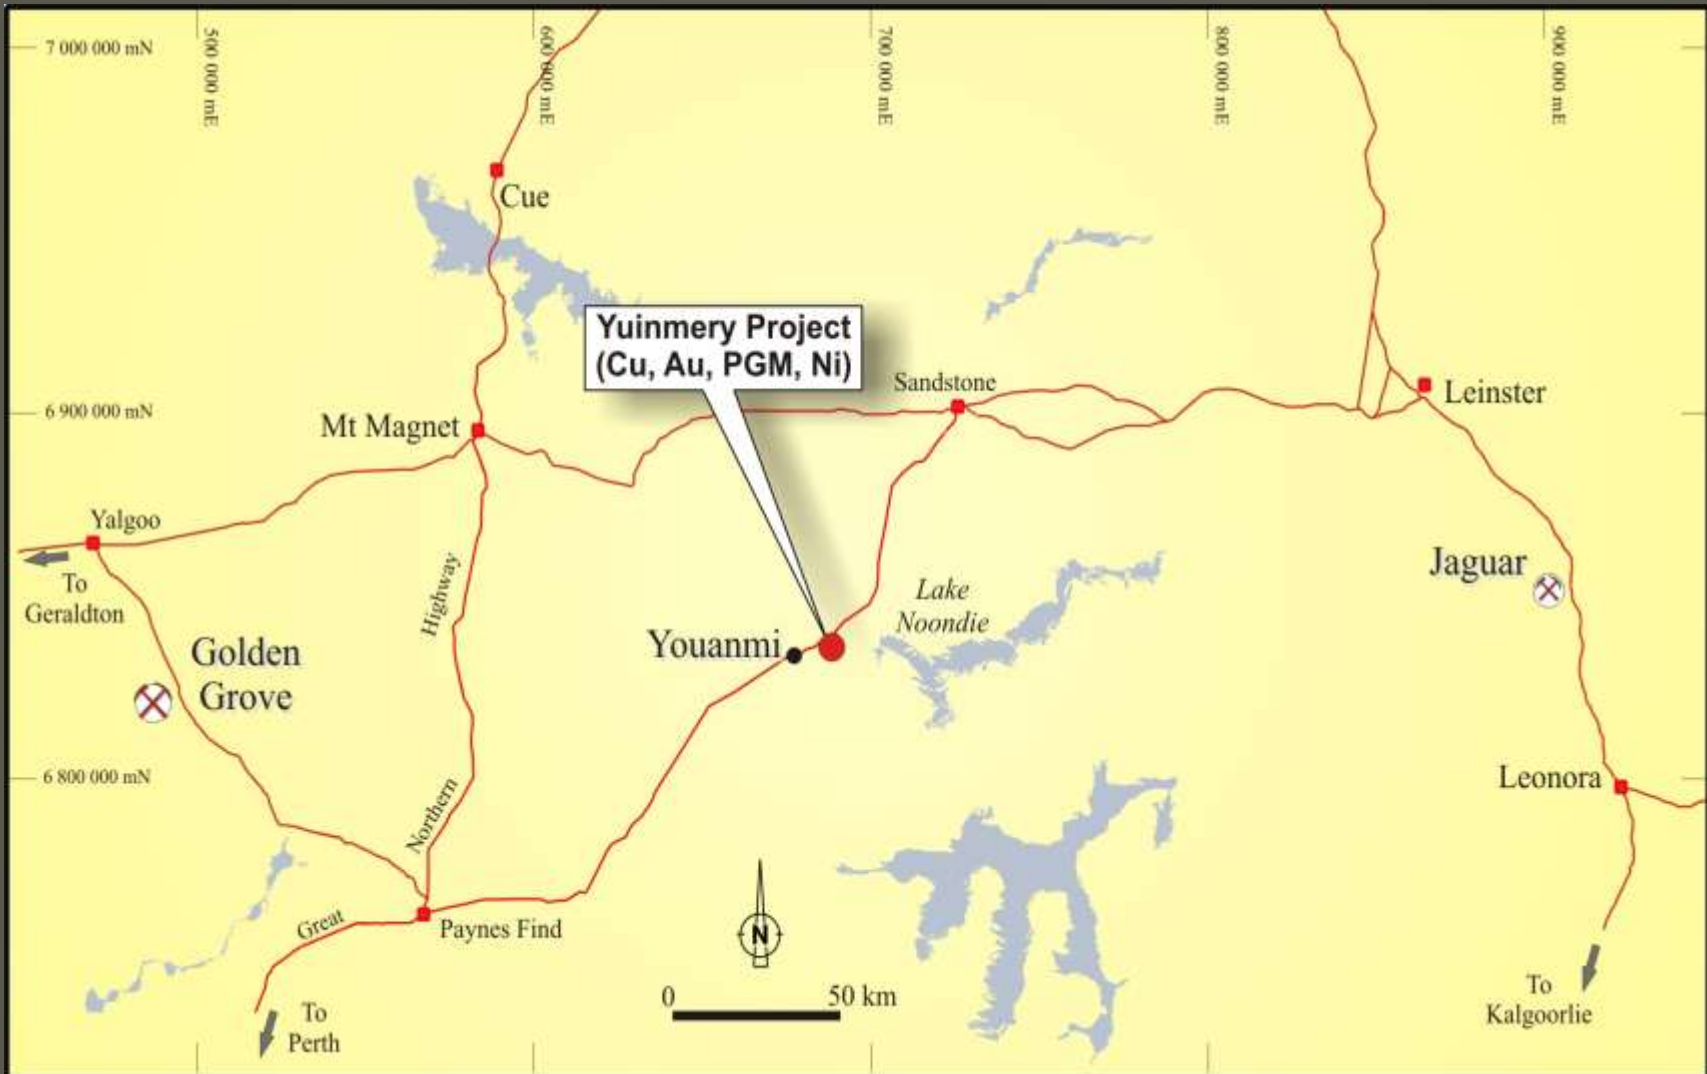 7 000 000 mN
500 000 mE
600 000 mE
700 000 mE
800 000 mE
900 000 mE
Cue
Yuinmery Project
(Cu, Au, PGM, Ni)
Sandstone
Leinster
6 900 000 mN
Mt Magnet
Yalgoo
To
Geraldton
Highway
Jaguar
Lake
Noondie
Youanmi
Golden
Grove
6 800 000 mN
Northern
Leonora
Great
Paynes Find
N
0 50 km
To
Perth
To
Kalgoorlie